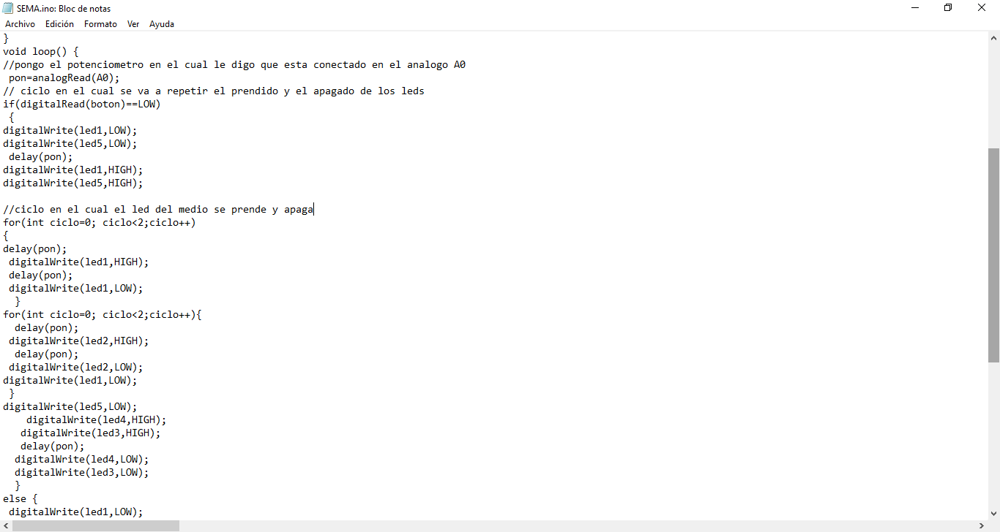 SEMA.ino: Bloc de notas
Archivo Edición Formato Ver Ayuda
}
void loop() {
//pongo el potenciometro en el cual le digo que esta conectado en el analogo A0
 pon=analogRead(A0);
// ciclo en el cual se va a repetir el prendido y el apagado de los leds
if(digitalRead(boton)==LOW)
 {
digitalWrite(led1,LOW);
digitalWrite(led5,LOW);
 delay(pon);
digitalWrite(led1,HIGH);
digitalWrite(led5,HIGH);

//ciclo en el cual el led del medio se prende y apaga
for(int ciclo=0; ciclo<2;ciclo++)
{
delay(pon);
 digitalWrite(led1,HIGH);
 delay(pon);
 digitalWrite(led1,LOW);
  }
for(int ciclo=0; ciclo<2;ciclo++){
  delay(pon);
 digitalWrite(led2,HIGH);
  delay(pon);
 digitalWrite(led2,LOW);
digitalWrite(led1,LOW);
 }
digitalWrite(led5,LOW);
    digitalWrite(led4,HIGH);
   digitalWrite(led3,HIGH);
   delay(pon);
  digitalWrite(led4,LOW);
  digitalWrite(led3,LOW);
  }
else {
 digitalWrite(led1,LOW);